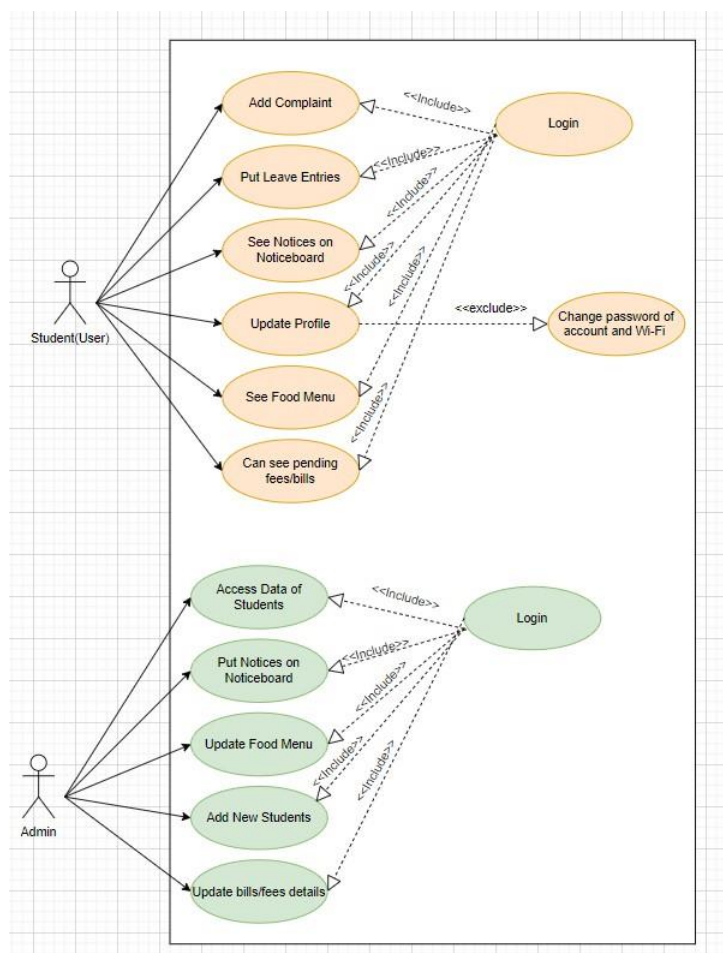 <<Include>>
Add Complaint
Login
<<Include>>
Put Leave Entries
<<Include>>
See Notices on
Noticeboard
<<Include>>
<<Include>>
Student(User)
Update Profile
<<exclude>>
Change password of
account and Wi-Fi
See Food Menu
<<Include>>
Can see pending
fees/bills
Access Data of
Students
<<Include>>
Login
Put Notices on
Noticeboard
<<Include>>
<<Include>>
Update Food Menu
<<Include>>
<<Include>>
Admin
Add New Students
Update bills/fees details